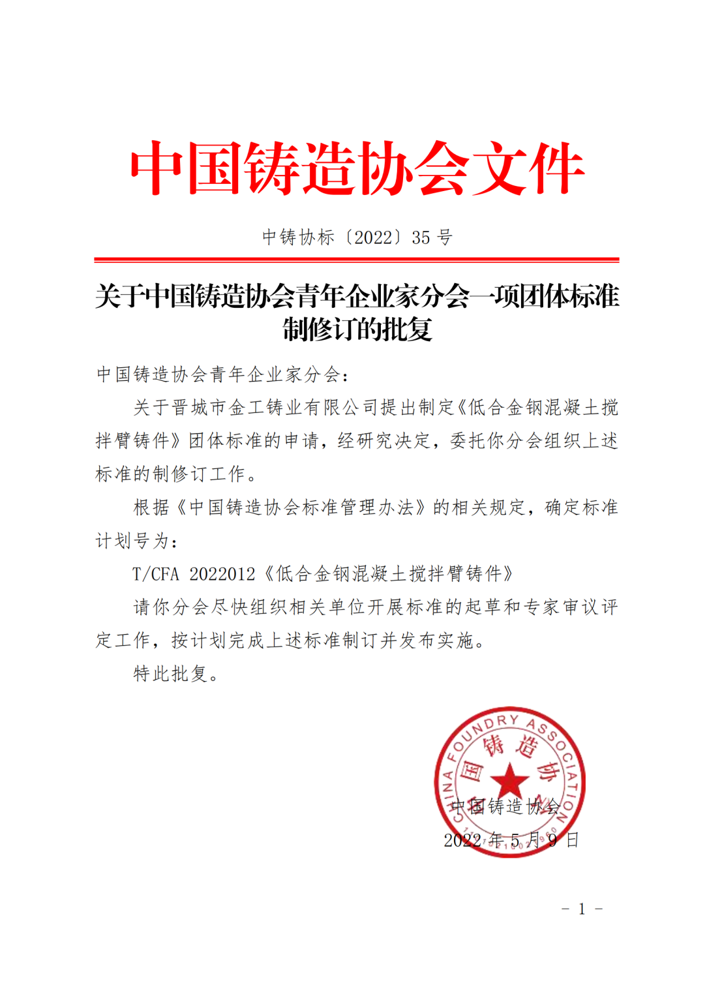 中国铸造协会文件
中铸协标〔2022〕35 号
关于中国铸造协会青年企业家分会一项团体标准
制修订的批复
中国铸造协会青年企业家分会：
关于晋城市金工铸业有限公司提出制定《低合金钢混凝土搅
拌臂铸件》团体标准的申请，经研究决定，委托你分会组织上述
标准的制修订工作。
根据《中国铸造协会标准管理办法》的相关规定，确定标准
计划号为：
T/CFA 2022012《低合金钢混凝土搅拌臂铸件》
请你分会尽快组织相关单位开展标准的起草和专家审议评
定工作，按计划完成上述标准制订并发布实施。
特此批复。
CHINA FOUNDRY ASSOCIATION
中国铸造协会
中国铸造协会
2022 年 5 月 9 日
- 1 -